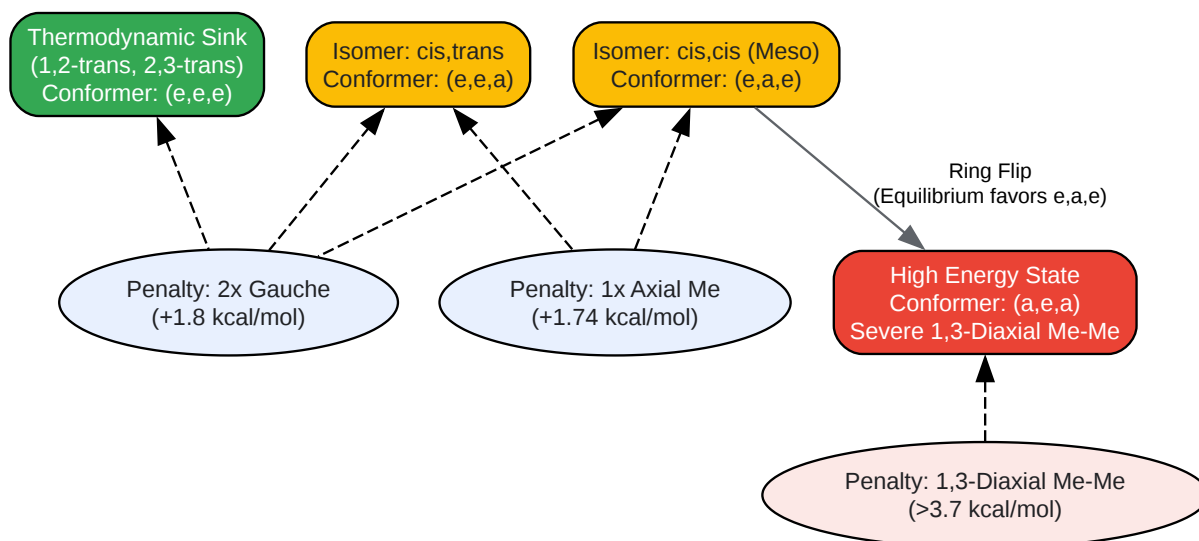 Thermodynamic Sink
(1,2-trans, 2,3-trans)
Conformer: (e,e,e)
Isomer: cis,trans
Conformer: (e,e,a)
Isomer: cis,cis (Meso)
Conformer: (e,a,e)
Ring Flip
(Equilibrium favors e,a,e)
Penalty: 2x Gauche
(+1.8 kcal/mol)
Penalty: 1x Axial Me
(+1.74 kcal/mol)
High Energy State
Conformer: (a,e,a)
Severe 1,3-Diaxial Me-Me
Penalty: 1,3-Diaxial Me-Me
(>3.7 kcal/mol)